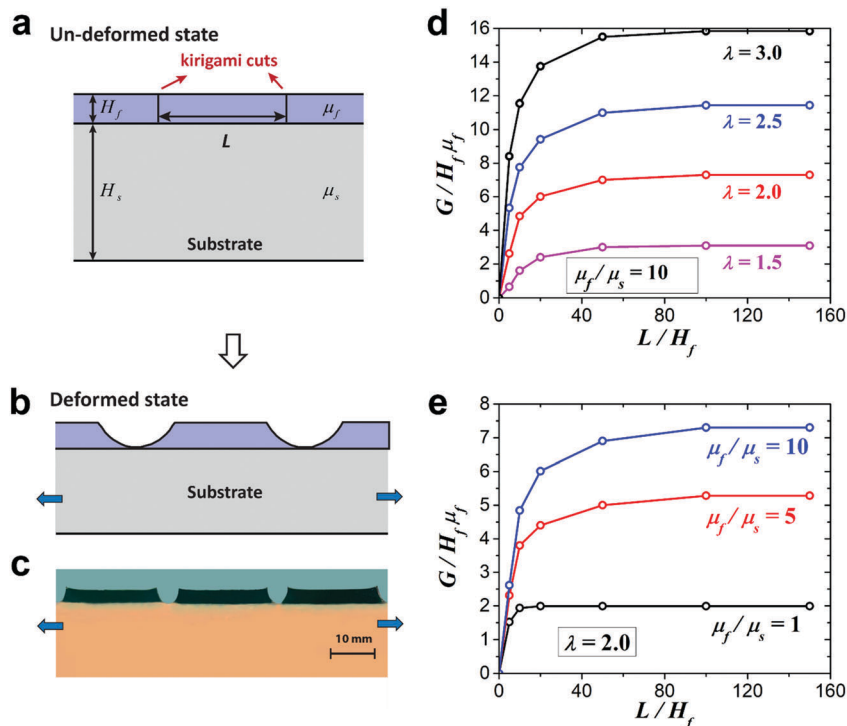 a
Un-deformed state
kirigami cuts
H_f
μ_f
L
H_s
μ_s
Substrate
b
Deformed state
Substrate
c
10 mm
d
G / H_f μ_f
16
14
12
10
8
6
4
2
0
λ = 3.0
λ = 2.5
λ = 2.0
λ = 1.5
μ_f / μ_s = 10
0 40 80 120 160
L / H_f
e
G / H_f μ_f
8
7
6
5
4
3
2
1
0
μ_f / μ_s = 10
μ_f / μ_s = 5
μ_f / μ_s = 1
λ = 2.0
0 40 80 120 160
L / H_f